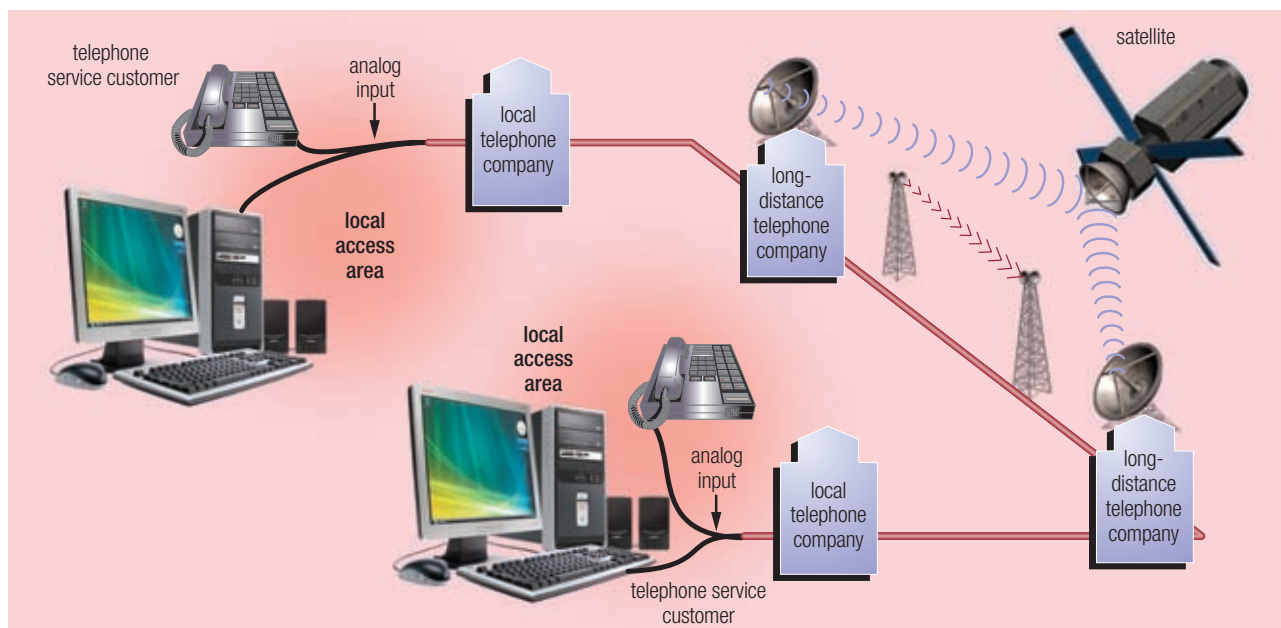 telephone
service customer
analog
input
local
telephone
company
satellite
long-
distance
telephone
company
local
access
area
local
access
area
analog
input
local
telephone
company
long-
distance
telephone
company
telephone service
customer